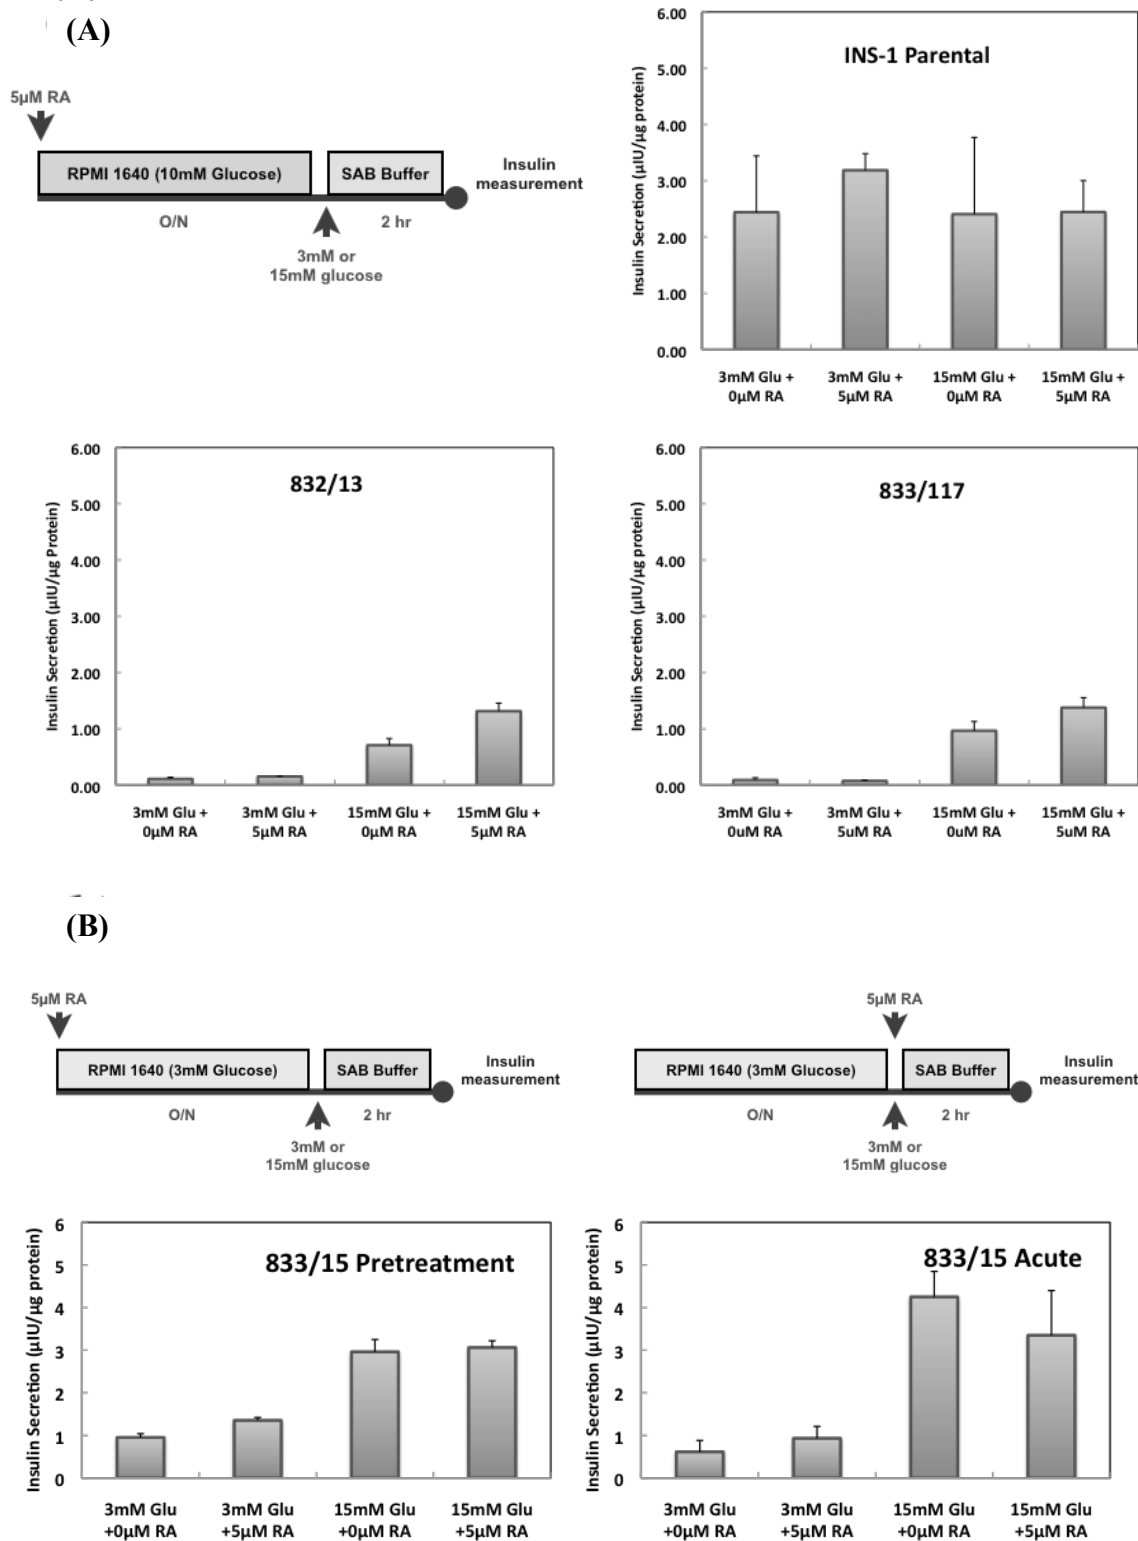 (A)
5µM RA
RPMI 1640 (10mM Glucose)
SAB Buffer
Insulin
measurement
O/N
2 hr
3mM or
15mM glucose
INS-1 Parental
Insulin Secretion (µIU/µg protein)
6.00
5.00
4.00
3.00
2.00
1.00
0.00
3mM Glu + 3mM Glu + 15mM Glu + 15mM Glu +
0µM RA 5µM RA 0µM RA 5µM RA
832/13
Insulin Secretion (µIU/µg Protein)
6.00
5.00
4.00
3.00
2.00
1.00
0.00
3mM Glu + 3mM Glu + 15mM Glu + 15mM Glu +
0µM RA 5µM RA 0µM RA 5µM RA
833/117
Insulin Secretion (µIU/µg protein)
6.00
5.00
4.00
3.00
2.00
1.00
0.00
3mM Glu + 3mM Glu + 15mM Glu + 15mM Glu +
0uM RA 5uM RA 0uM RA 5uM RA
(B)
5µM RA
RPMI 1640 (3mM Glucose)
SAB Buffer
Insulin
measurement
O/N
2 hr
3mM or
15mM glucose
5µM RA
RPMI 1640 (3mM Glucose)
SAB Buffer
Insulin
measurement
O/N
2 hr
3mM or
15mM glucose
833/15 Pretreatment
Insulin Secretion (µIU/µg protein)
6
5
4
3
2
1
0
3mM Glu 3mM Glu 15mM Glu 15mM Glu
+0µM RA +5µM RA +0µM RA +5µM RA
833/15 Acute
Insulin Secretion (µIU/µg protein)
6
5
4
3
2
1
0
3mM Glu 3mM Glu 15mM Glu 15mM Glu
+0µM RA +5µM RA +0µM RA +5µM RA